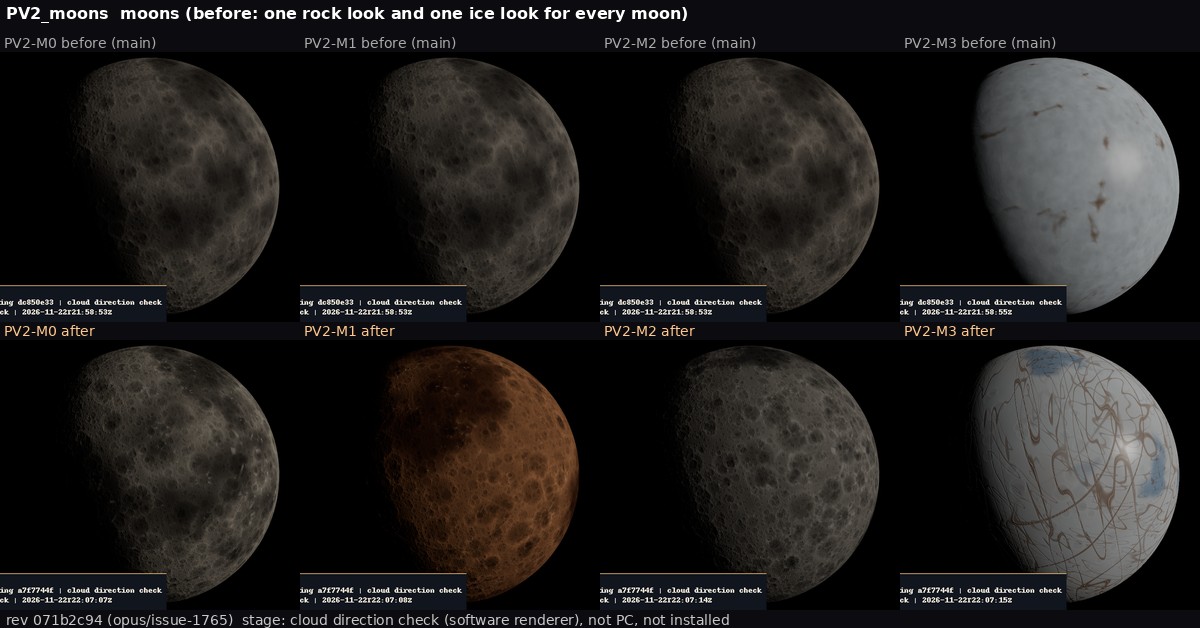 PV2_moons  moons (before: one rock look and one ice look for every moon)
PV2-M0 before (main)
PV2-M1 before (main)
PV2-M2 before (main)
PV2-M3 before (main)
ing dc850e33 | cloud direction check
ck | 2026-11-22r21:58:53z
ing dc850e33 | cloud direction check
ck | 2026-11-22r21:58:53z
ing dc850e33 | cloud direction check
ck | 2026-11-22r21:58:53z
ing dc850e33 | cloud direction check
ck | 2026-11-22r21:58:55z
PV2-M0 after
PV2-M1 after
PV2-M2 after
PV2-M3 after
ing a7f7744f | cloud direction check
ck | 2026-11-22r22:07:07z
ing a7f7744f | cloud direction check
ck | 2026-11-22r22:07:08z
ing a7f7744f | cloud direction check
ck | 2026-11-22r22:07:14z
ing a7f7744f | cloud direction check
ck | 2026-11-22r22:07:15z
rev 071b2c94 (opus/issue-1765)  stage: cloud direction check (software renderer), not PC, not installed